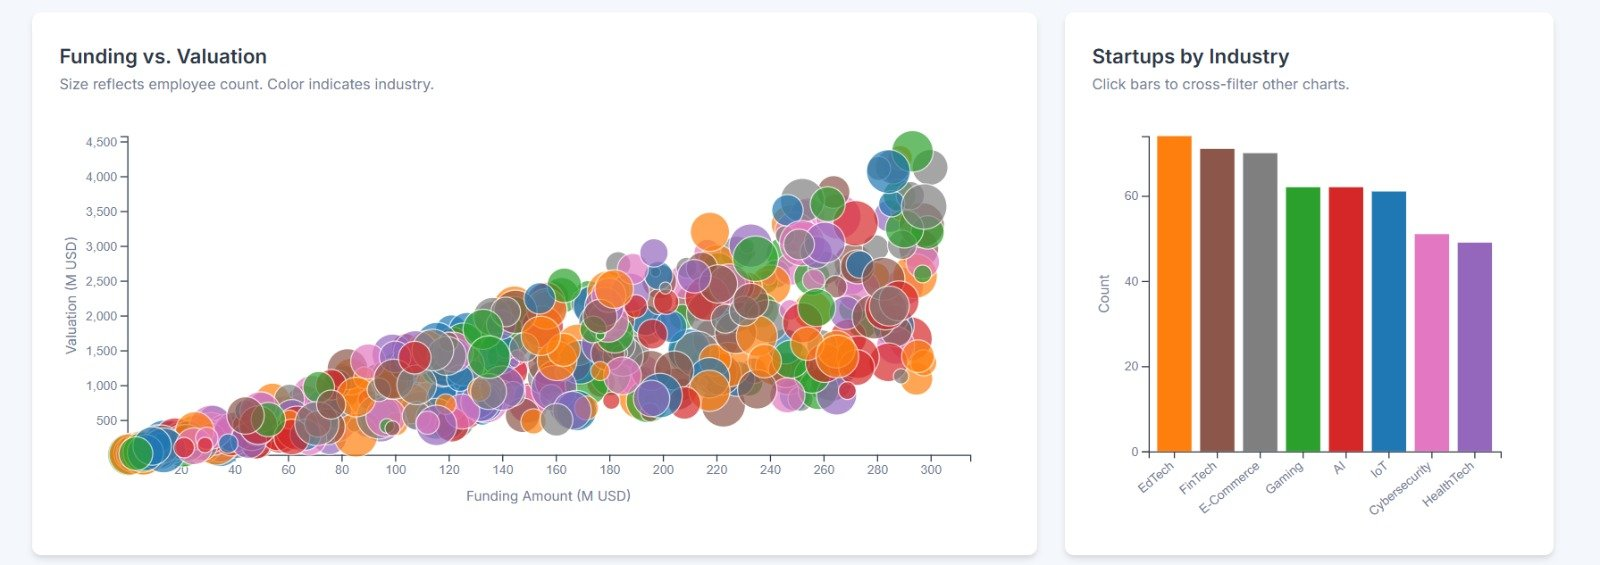 Funding vs. Valuation
Size reflects employee count. Color indicates industry.
4,500
4,000
3,500
3,000
2,500
2,000
1,500
1,000
500
Valuation (M USD)
20 40 60 80 100 120 140 160 180 200 220 240 260 280 300
Funding Amount (M USD)
Startups by Industry
Click bars to cross-filter other charts.
60
40
20
0
Count
EdTech
FinTech
E-Commerce
Gaming
AI
IoT
Cybersecurity
HealthTech